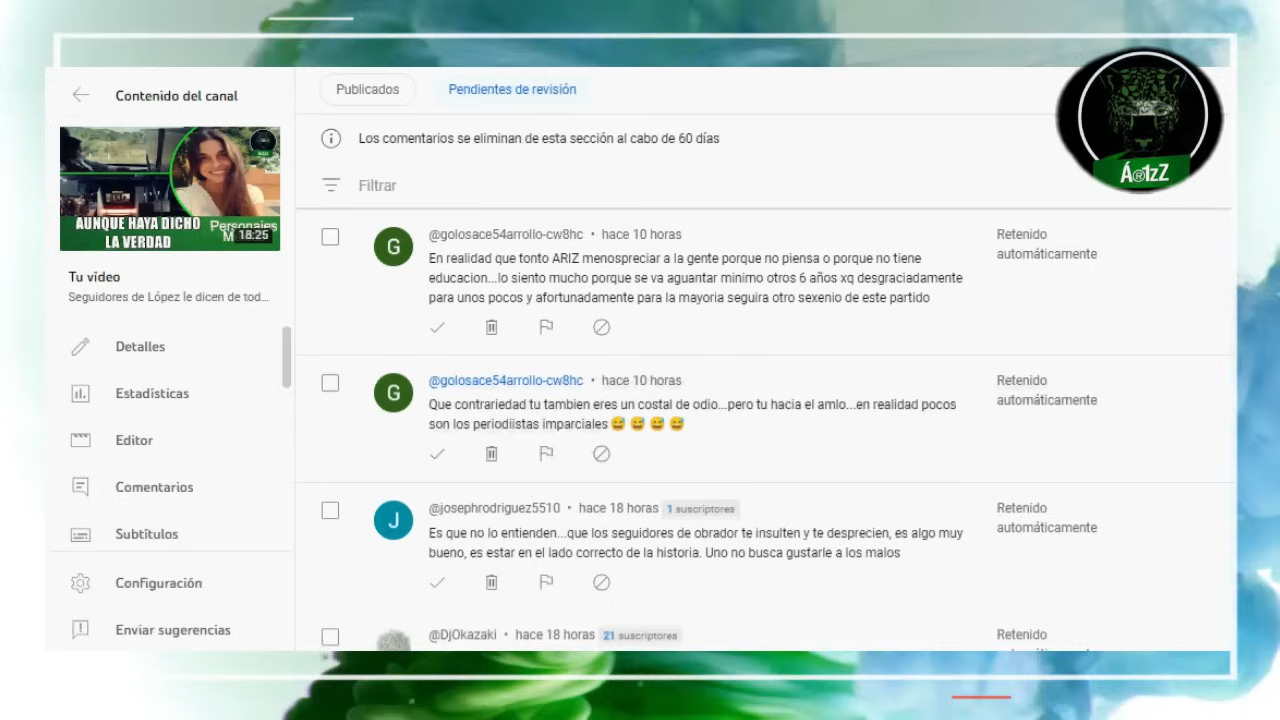 Contenido del canal
AUNQUE HAYA DICHO
LA VERDAD
Personajes
M
18:25
Tu vídeo
Seguidores de López le dicen de tod...
Detalles
Estadísticas
Editor
Comentarios
Subtítulos
Configuración
Enviar sugerencias
Publicados
Pendientes de revisión
Los comentarios se eliminan de esta sección al cabo de 60 días
Filtrar
@golosace54arrollo-cw8hc • hace 10 horas
En realidad que tonto ARIZ menospreciar a la gente porque no piensa o porque no tiene
educacion...lo siento mucho porque se va aguantar minimo otros 6 años xq desgraciadamente
para unos pocos y afortunadamente para la mayoria seguira otro sexenio de este partido
Retenido
automáticamente
G
@golosace54arrollo-cw8hc • hace 10 horas
Que contrariedad tu tambien eres un costal de odio...pero tu hacia el amlo...en realidad pocos
son los periodiistas imparciales 😅 😅 😅 😅
Retenido
automáticamente
G
@josephrodriguez5510 • hace 18 horas 1 suscriptores
Es que no lo entienden...que los seguidores de obrador te insulten y te desprecien, es algo muy
bueno, es estar en el lado correcto de la historia. Uno no busca gustarle a los malos
Retenido
automáticamente
J
@DjOkazaki • hace 18 horas 21 suscriptores
Retenido
Á®1zZ